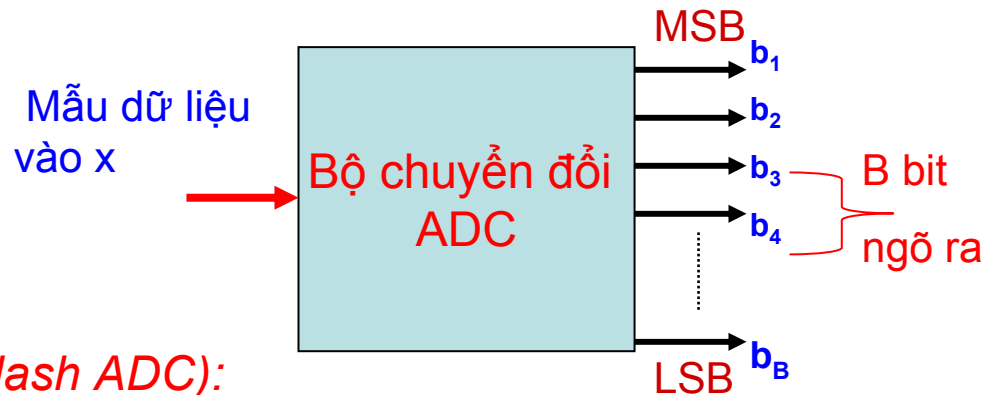 MSB
b1
Mẫu dữ liệu
vào x
b2
Bộ chuyển đổi
ADC
b3
B bit
b4
ngõ ra
lash ADC):
LSB
bB